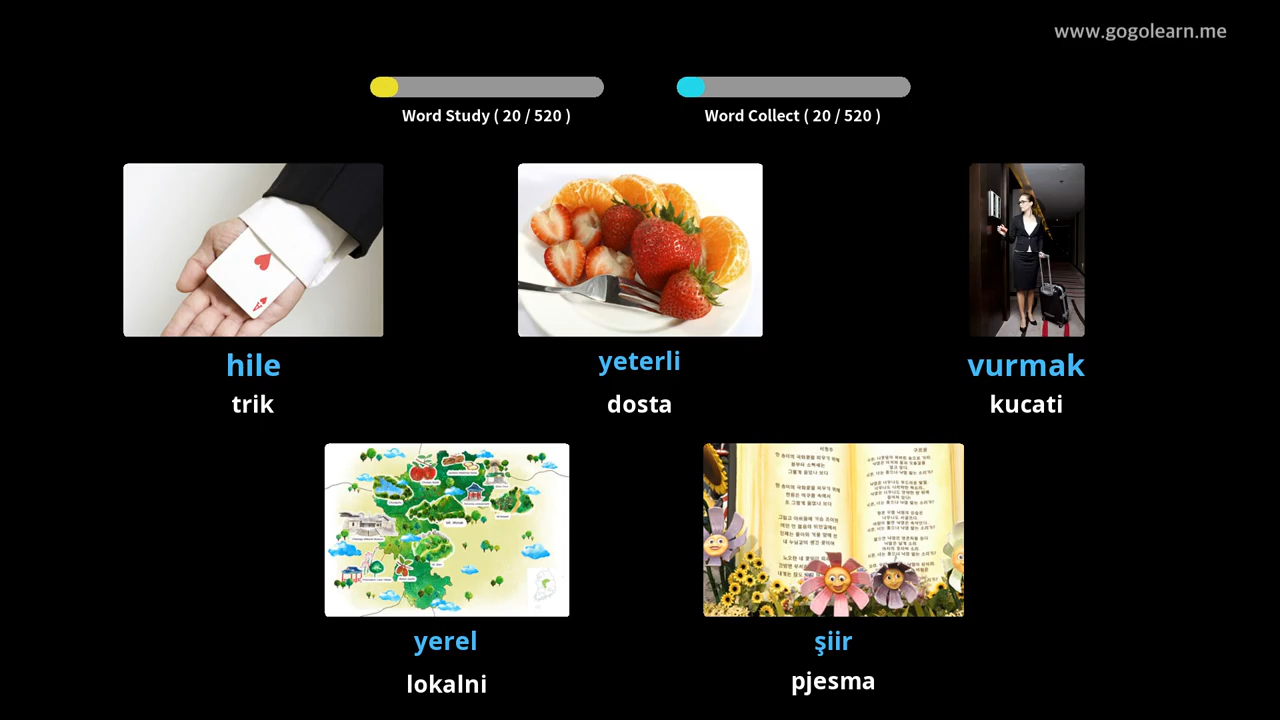 www.gogolearn.me
Word Study ( 20 / 520 )
Word Collect ( 20 / 520 )
hile
trik
yeterli
dosta
vurmak
kucati
yerel
lokalni
şiir
pjesma